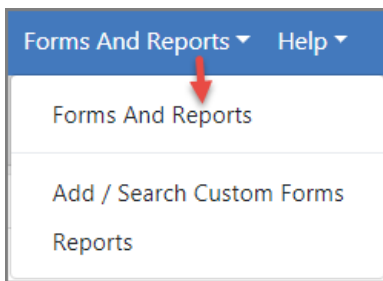 Forms And Reports Help
Forms And Reports
Add / Search Custom Forms
Reports